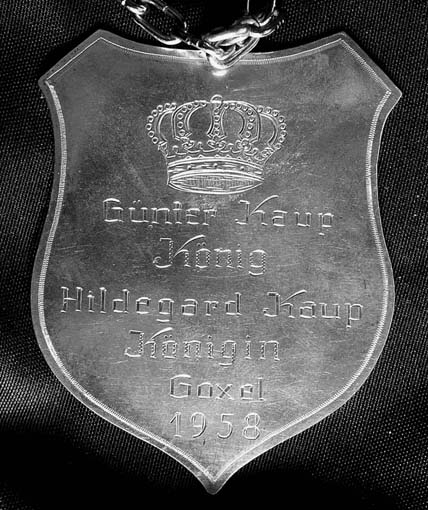 Günter Kaup
König
Hildegard Kaup
Königin
Goxel
1958